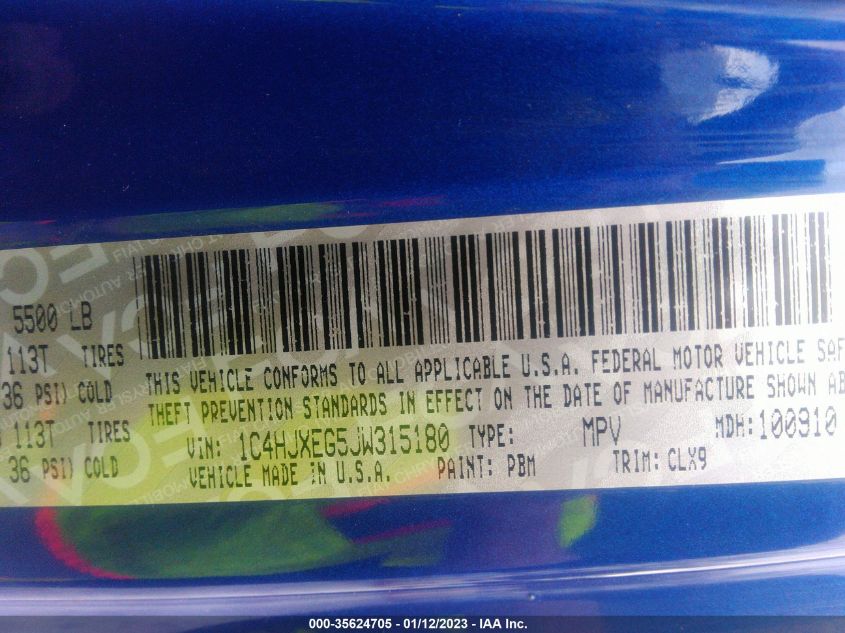 5500 LB
113T TIRES
36 PSI) COLD
113T TIRES
36 PSI) COLD
THIS VEHICLE CONFORMS TO ALL APPLICABLE U.S.A. FEDERAL MOTOR VEHICLE SAF
THEFT PREVENTION STANDARDS IN EFFECT ON THE DATE OF MANUFACTURE SHOWN AB
VIN: 1C4HJXEG5JW315180 TYPE: MPV MDH: 100910
VEHICLE MADE IN U.S.A. PAINT: PBM TRIM: CLX9
000-35624705 - 01/12/2023 - IAA Inc.